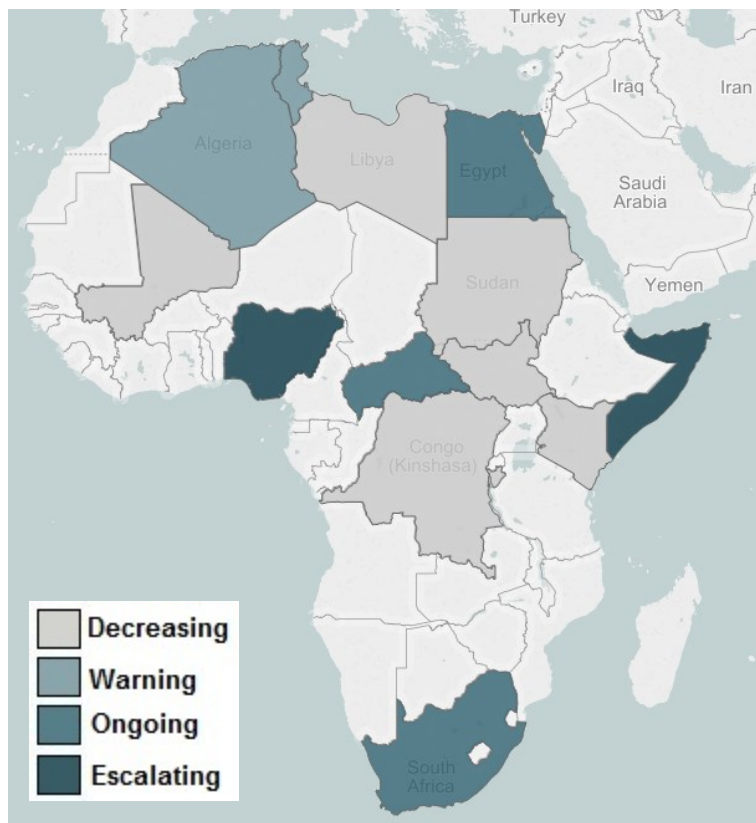 Turkey
Iraq
Iran
Algeria
Libya
Egypt
Saudi
Arabia
Sudan
Yemen
Congo
(Kinshasa)
South
Africa
Decreasing
Warning
Ongoing
Escalating